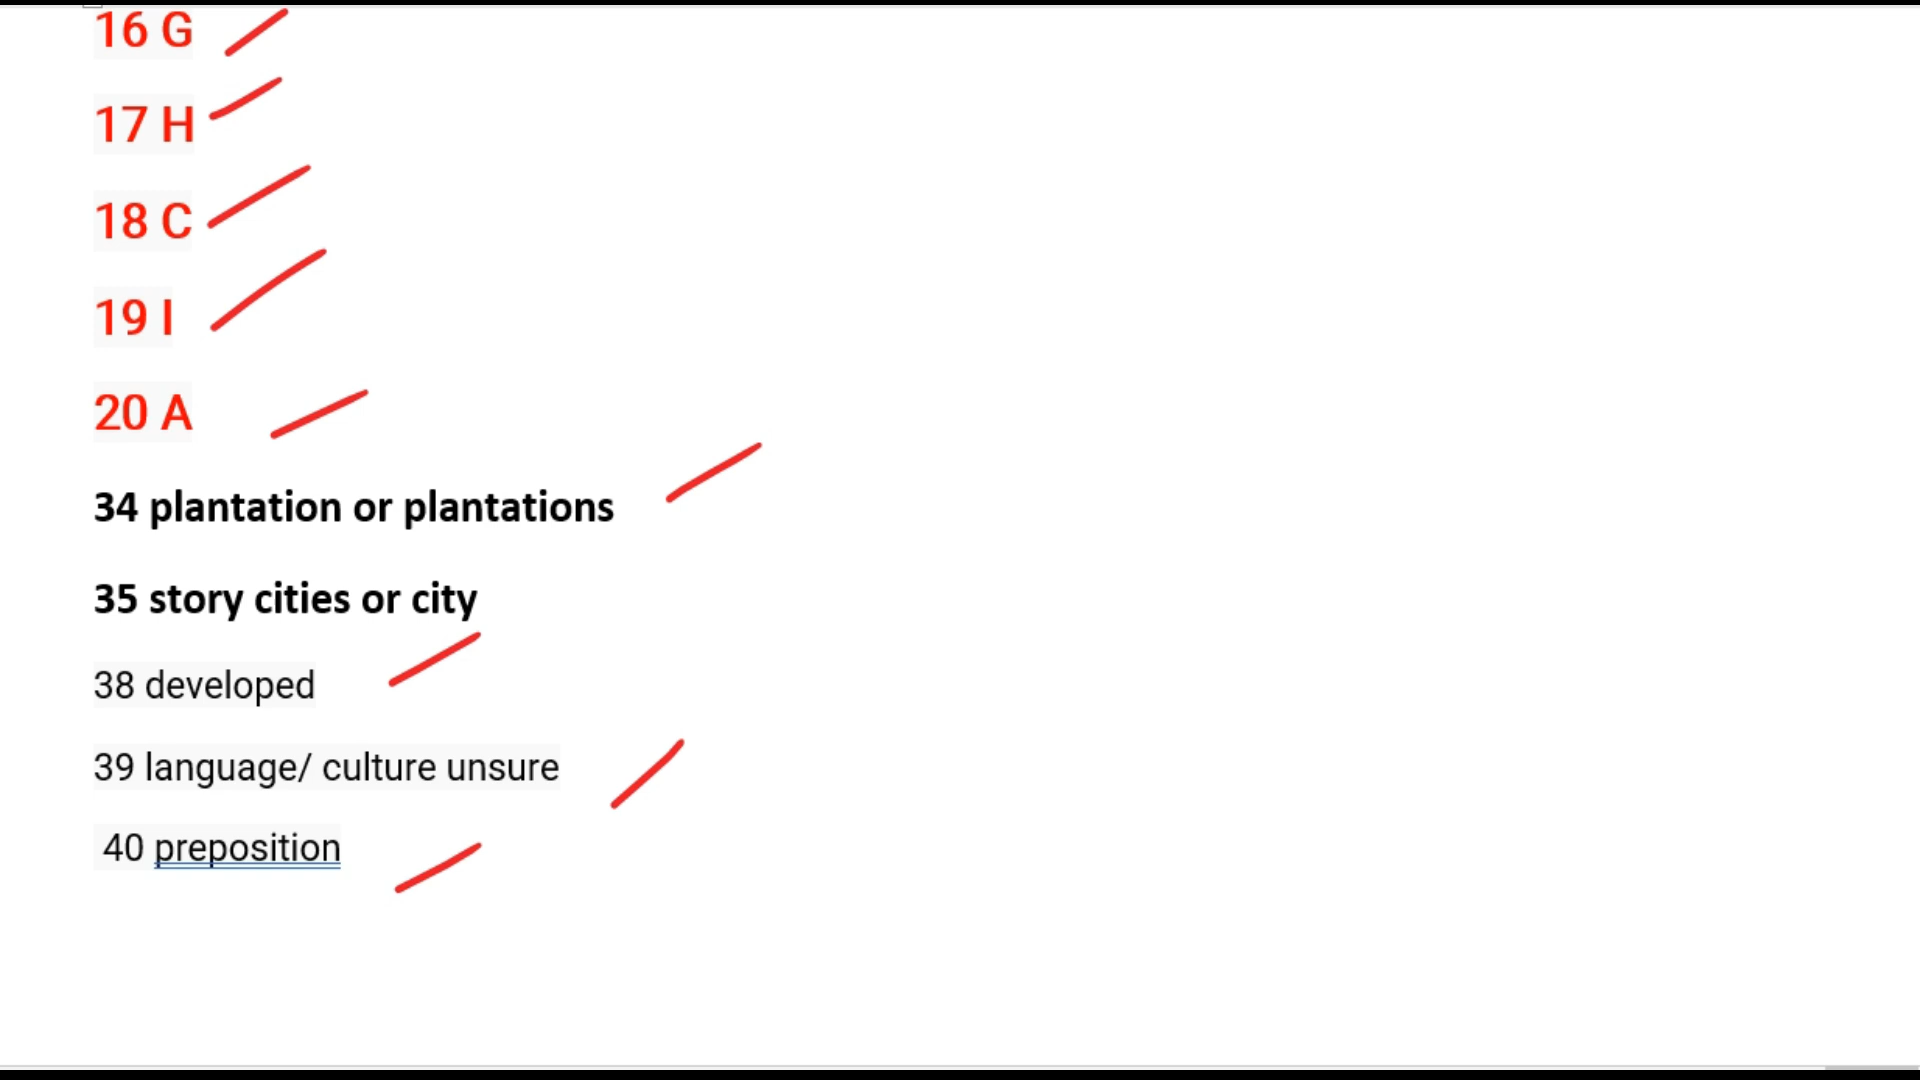 16 G
17 H
18 C
19 I
20 A
34 plantation or plantations
35 story cities or city
38 developed
39 language/ culture unsure
40 preposition